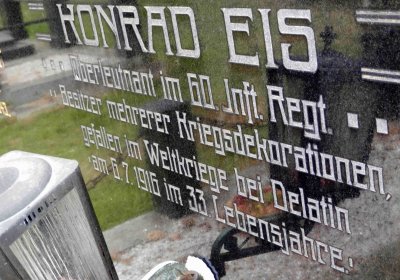 KONRAD EIS
Oberleutnant im 60. Inft. Regt.
Besitzer mehrerer Kriegsdekorationen,
gefallen im Weltkriege bei Delatin
am 6.7. 1916 im 33. Lebensjahre.